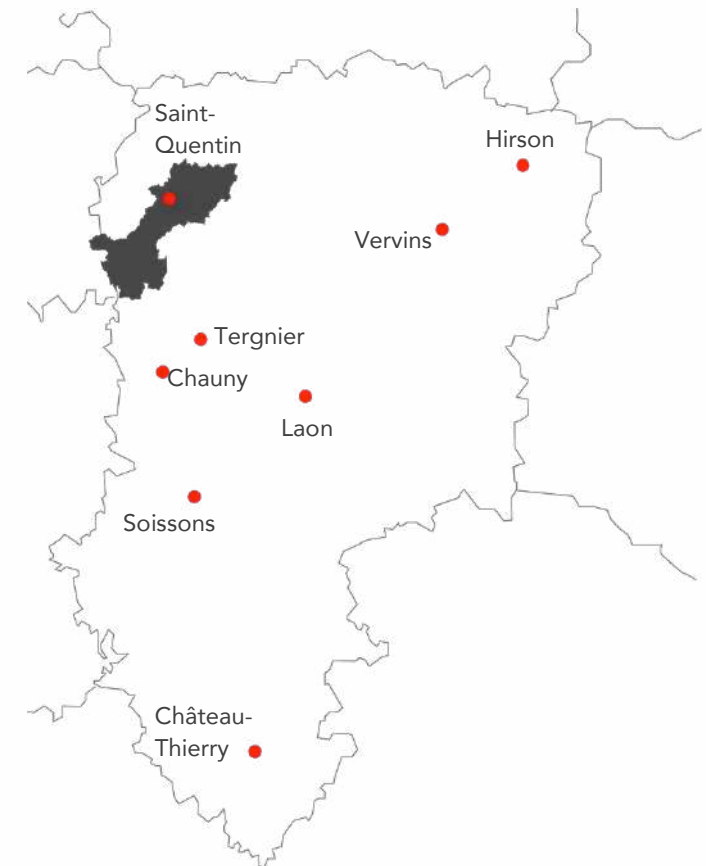 Saint-
Quentin
Hirson
Vervins
Tergnier
Chauny
Laon
Soissons
Château-
Thierry